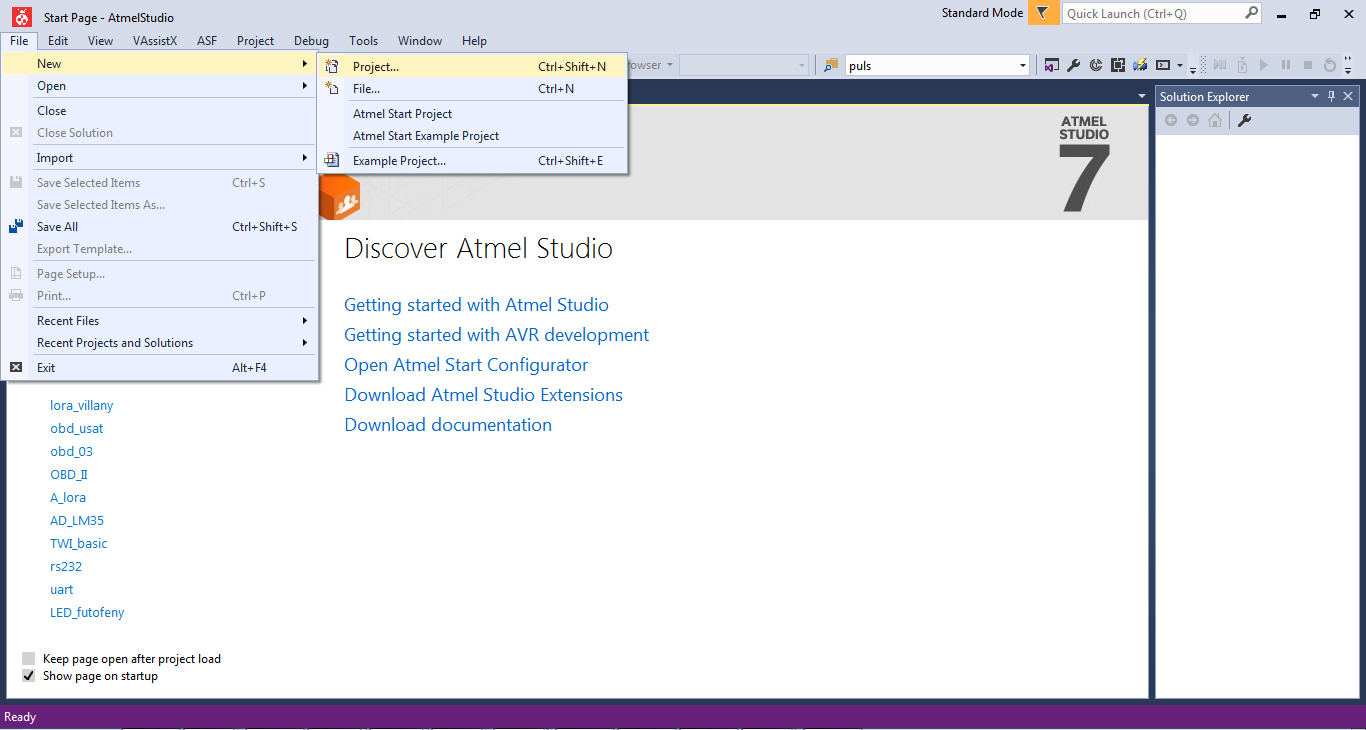 Start Page - AtmelStudio
Standard Mode
Quick Launch (Ctrl+Q)
File Edit View VAssistX ASF Project Debug Tools Window Help
New
Open
Close
Close Solution
Import
Save Selected Items Ctrl+S
Save Selected Items As...
Save All Ctrl+Shift+S
Export Template...
Page Setup...
Print... Ctrl+P
Recent Files
Recent Projects and Solutions
Exit Alt+F4
Project... Ctrl+Shift+N
File... Ctrl+N
Atmel Start Project
Atmel Start Example Project
Example Project... Ctrl+Shift+E
puls
Solution Explorer
ATMEL
STUDIO
7
Discover Atmel Studio
Getting started with Atmel Studio
Getting started with AVR development
Open Atmel Start Configurator
Download Atmel Studio Extensions
Download documentation
lora_villany
obd_usat
obd_03
OBD_II
A_lora
AD_LM35
TWI_basic
rs232
uart
LED_futofeny
Keep page open after project load
Show page on startup
Ready